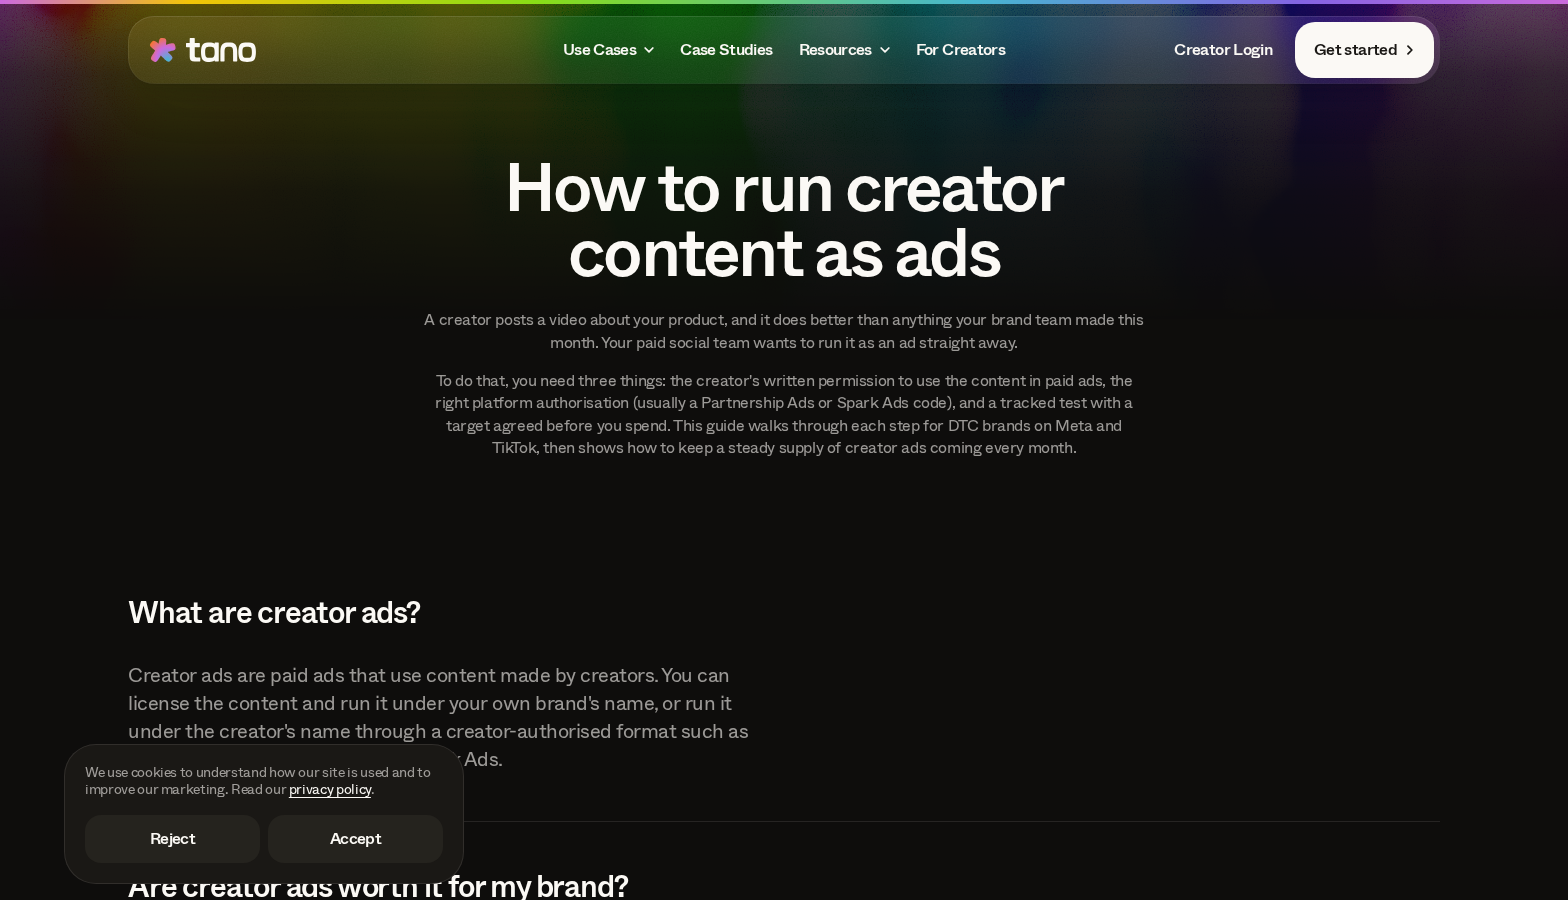 tano
Use Cases
Case Studies
Resources
For Creators
Creator Login
Get started
How to run creator
content as ads
A creator posts a video about your product, and it does better than anything your brand team made this
month. Your paid social team wants to run it as an ad straight away.
To do that, you need three things: the creator's written permission to use the content in paid ads, the
right platform authorisation (usually a Partnership Ads or Spark Ads code), and a tracked test with a
target agreed before you spend. This guide walks through each step for DTC brands on Meta and
TikTok, then shows how to keep a steady supply of creator ads coming every month.
What are creator ads?
Creator ads are paid ads that use content made by creators. You can
license the content and run it under your own brand's name, or run it
under the creator's name through a creator-authorised format such as
Ads.
We use cookies to understand how our site is used and to
improve our marketing. Read our privacy policy.
Reject
Accept
Are creator ads worth it for my brand?